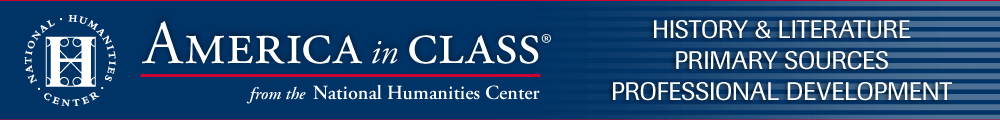 NATIONAL · HUMANITIES · CENTER ·
H
AMERICA in CLASS®
from the National Humanities Center
HISTORY & LITERATURE
PRIMARY SOURCES
PROFESSIONAL DEVELOPMENT